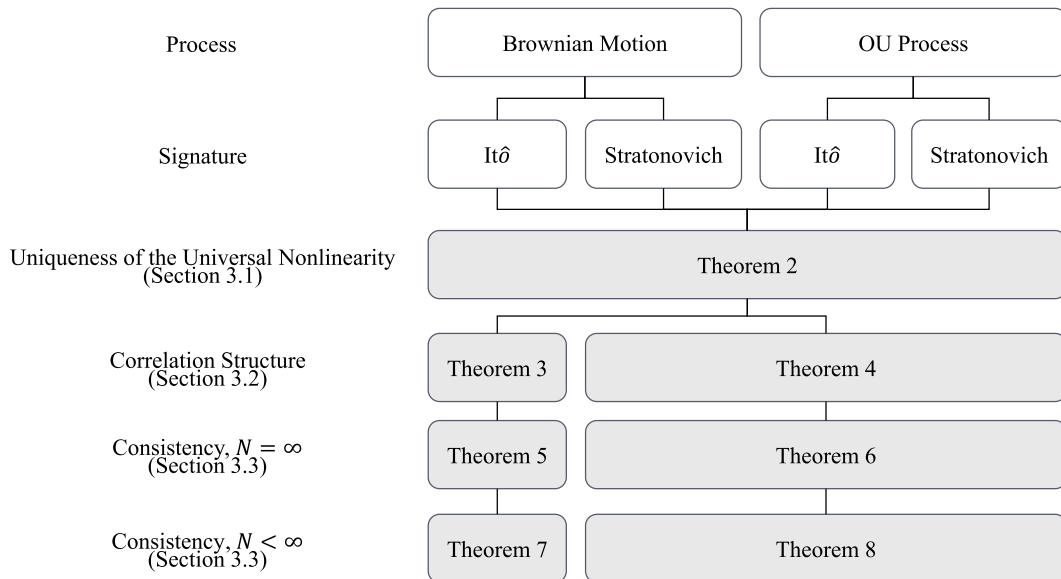 Process
Brownian Motion
OU Process
Signature
It𝑜̂
Stratonovich
It𝑜̂
Stratonovich
Uniqueness of the Universal Nonlinearity
(Section 3.1)
Theorem 2
Correlation Structure
(Section 3.2)
Theorem 3
Theorem 4
Consistency, 𝑁 = ∞
(Section 3.3)
Theorem 5
Theorem 6
Consistency, 𝑁 < ∞
(Section 3.3)
Theorem 7
Theorem 8